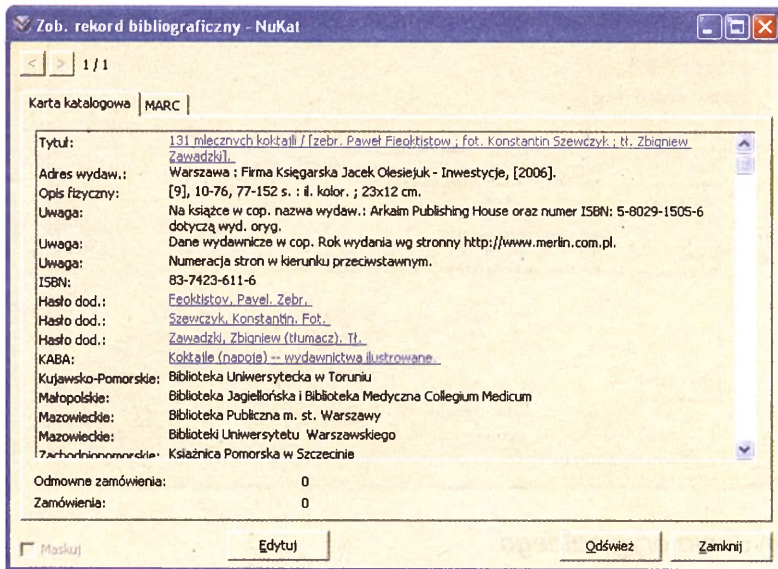 Zob. rekord bibliograficzny - NuKat
< > 1/1
Karta katalogowa MARC
Tytuł: 131 mlecznych koktajli / [zebr. Paweł Fieoktistow ; fot. Konstantin Szewczyk ; tł. Zbigniew
Zawadzki].
Adres wydaw.: Warszawa : Firma Księgarska Jacek Olesiejuk - Inwestycje, [2006].
Opis fizyczny: [9], 10-76, 77-152 s. : il. kolor. ; 23x12 cm.
Uwaga: Na książce w cop. nazwa wydaw.: Arkaim Publishing House oraz numer ISBN: 5-8029-1505-6
dotyczą wyd. oryg.
Uwaga: Dane wydawnicze w cop. Rok wydania wg stronny http://www.merlin.com.pl.
Uwaga: Numeracja stron w kierunku przeciwstawnym.
ISBN: 83-7423-611-6
Hasło dod.: Feoktistov, Pavel. Zebr.
Hasło dod.: Szewczyk, Konstantin. Fot.
Hasło dod.: Zawadzki, Zbigniew (tłumacz). Tł.
KABA: Koktajle (napoje) -- wydawnictwa ilustrowane.
Kujawsko-Pomorskie: Biblioteka Uniwersytecka w Toruniu
Małopolskie: Biblioteka Jagiellońska i Biblioteka Medyczna Collegium Medicum
Mazowieckie: Biblioteka Publiczna m. st. Warszawy
Mazowieckie: Biblioteki Uniwersytetu Warszawskiego
Zachodniopomorskie: Książnica Pomorska w Szczecinie
Odmowne zamówienia: 0
Zamówienia: 0
Maskuj Edytuj Odśwież Zamknij